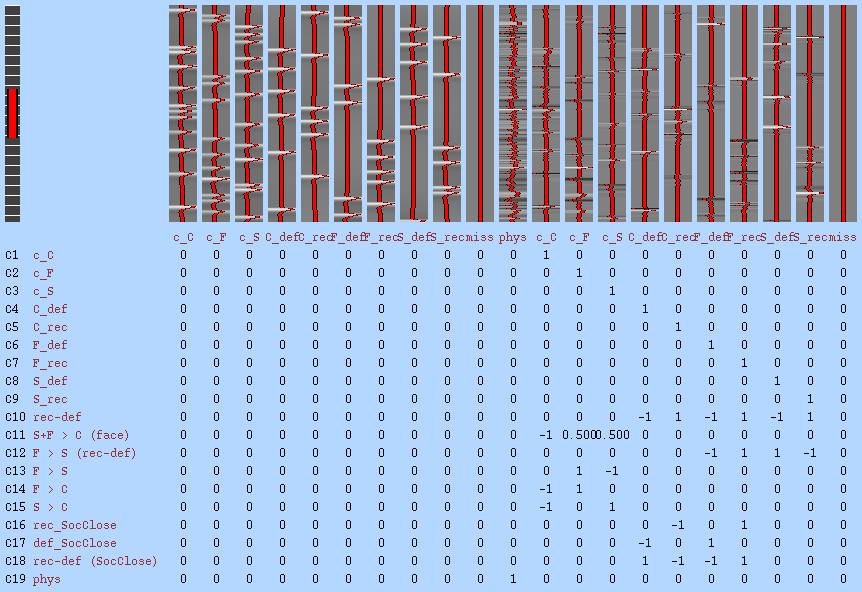 c_C c_F c_S C_def C_rec F_def F_rec S_def S_rec miss phys c_C c_F c_S C_def C_rec F_def F_rec S_def S_rec miss
C1 c_C 0 0 0 0 0 0 0 0 0 0 0 1 0 0 0 0 0 0 0 0 0
C2 c_F 0 0 0 0 0 0 0 0 0 0 0 0 1 0 0 0 0 0 0 0 0
C3 c_S 0 0 0 0 0 0 0 0 0 0 0 0 0 1 0 0 0 0 0 0 0
C4 C_def 0 0 0 0 0 0 0 0 0 0 0 0 0 0 1 0 0 0 0 0 0
C5 C_rec 0 0 0 0 0 0 0 0 0 0 0 0 0 0 0 1 0 0 0 0 0
C6 F_def 0 0 0 0 0 0 0 0 0 0 0 0 0 0 0 0 1 0 0 0 0
C7 F_rec 0 0 0 0 0 0 0 0 0 0 0 0 0 0 0 0 0 1 0 0 0
C8 S_def 0 0 0 0 0 0 0 0 0 0 0 0 0 0 0 0 0 0 1 0 0
C9 S_rec 0 0 0 0 0 0 0 0 0 0 0 0 0 0 0 0 0 0 0 1 0
C10 rec-def 0 0 0 0 0 0 0 0 0 0 0 0 0 0 -1 1 -1 1 -1 1 0
C11 S+F > C (face) 0 0 0 0 0 0 0 0 0 0 0 -1 0.500 0.500 0 0 0 0 0 0 0
C12 F > S (rec-def) 0 0 0 0 0 0 0 0 0 0 0 0 0 0 0 0 -1 1 1 -1 0
C13 F > S 0 0 0 0 0 0 0 0 0 0 0 0 1 -1 0 0 0 0 0 0 0
C14 F > C 0 0 0 0 0 0 0 0 0 0 0 -1 1 0 0 0 0 0 0 0 0
C15 S > C 0 0 0 0 0 0 0 0 0 0 0 -1 0 1 0 0 0 0 0 0 0
C16 rec_SocClose 0 0 0 0 0 0 0 0 0 0 0 0 0 0 0 -1 0 1 0 0 0
C17 def_SocClose 0 0 0 0 0 0 0 0 0 0 0 0 0 0 -1 0 1 0 0 0 0
C18 rec-def (SocClose) 0 0 0 0 0 0 0 0 0 0 0 0 0 0 1 -1 -1 1 0 0 0
C19 phys 0 0 0 0 0 0 0 0 0 0 1 0 0 0 0 0 0 0 0 0 0